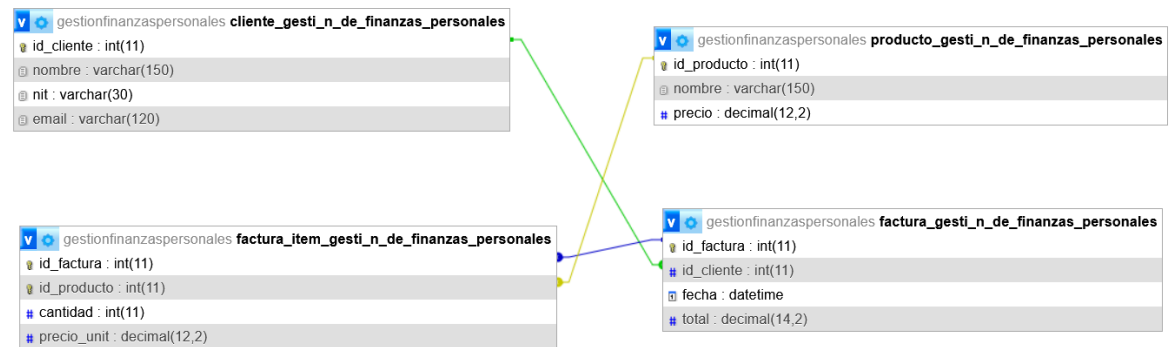 gestionfinanzaspersonales cliente_gesti_n_de_finanzas_personales
id_cliente : int(11)
nombre : varchar(150)
nit : varchar(30)
email : varchar(120)
gestionfinanzaspersonales producto_gesti_n_de_finanzas_personales
id_producto : int(11)
nombre : varchar(150)
# precio : decimal(12,2)
gestionfinanzaspersonales factura_item_gesti_n_de_finanzas_personales
id_factura : int(11)
id_producto : int(11)
# cantidad : int(11)
# precio_unit : decimal(12,2)
gestionfinanzaspersonales factura_gesti_n_de_finanzas_personales
id_factura : int(11)
# id_cliente : int(11)
fecha : datetime
# total : decimal(14,2)